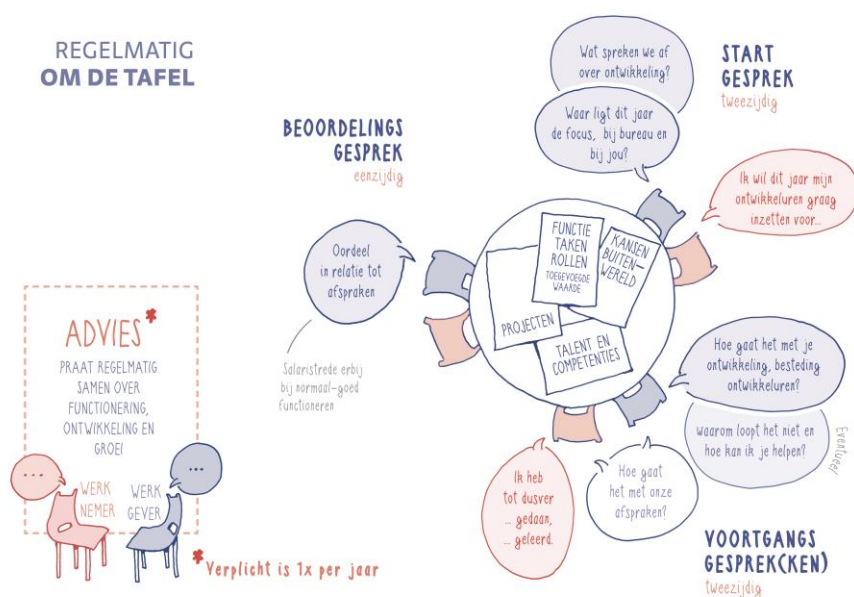 REGELMATIG
OM DE TAFEL
Wat spreken we af
over ontwikkeling?
START
GESPREK
tweezijdig
Waar ligt dit jaar
de focus, bij bureau en
bij jou?
BEOORDELINGS
GESPREK
eenzijdig
Ik wil dit jaar mijn
ontwikkeluren graag
inzetten voor...
Oordeel
in relatie tot
afspraken
FUNCTIE
TAKEN
ROLLEN
TOEGEVOEGDE
WAARDE
KANSEN
BUITEN-
WERELD
PROJECTEN
TALENT EN
COMPETENTIES
Salaristrede erbij
bij normaal-goed
functioneren
ADVIES*
PRAAT REGELMATIG
SAMEN OVER
FUNCTIONERING,
ONTWIKKELING EN
GROEI
...
WERK
NEMER
...
WERK
GEVER
*Verplicht is 1x per jaar
Hoe gaat het met je
ontwikkeling, besteding
ontwikkeluren?
waarom loopt het niet en
hoe kan ik je helpen?
Eventueel
Ik heb
tot dusver
... gedaan,
... geleerd.
Hoe gaat
het met onze
afspraken?
VOORTGANGS
GESPREK(KEN)
tweezijdig